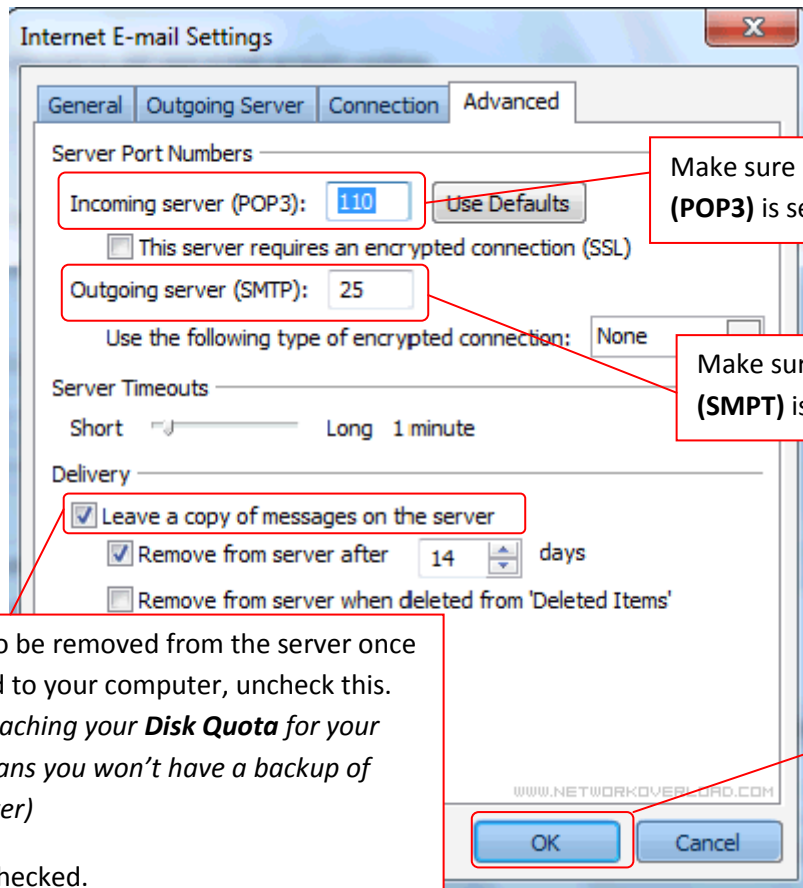 Internet E-mail Settings
General Outgoing Server Connection Advanced
Server Port Numbers
Incoming server (POP3): 110 Use Defaults
Make sure
(POP3) is se
This server requires an encrypted connection (SSL)
Outgoing server (SMTP): 25
Use the following type of encrypted connection: None
Make sur
(SMPT) is
Server Timeouts
Short Long 1 minute
Delivery
Leave a copy of messages on the server
Remove from server after 14 days
Remove from server when deleted from 'Deleted Items'
o be removed from the server once
d to your computer, uncheck this.
aching your Disk Quota for your
ans you won't have a backup of
er)
hecked.
WWW.NETWORKOVERLOAD.COM
OK Cancel